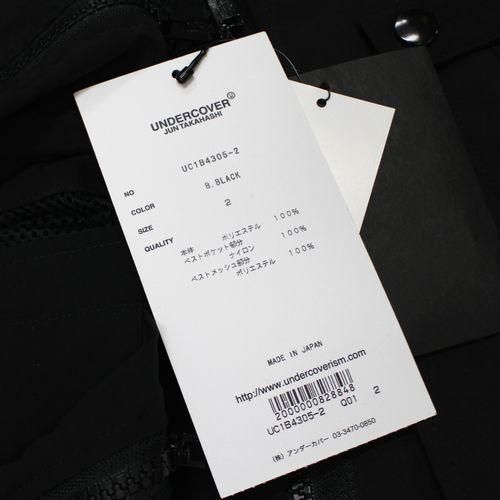 UNDERCOVER
JUN TAKAHASHI
NO UC1B4305-2
COLOR B.BLACK
SIZE 2
QUALITY
本体 ポリエステル 100%
ベストポケット部分
ナイロン 100%
ベストメッシュ部分
ポリエステル 100%
MADE IN JAPAN
http://www.undercoverism.com
2000000828848
UC1B4305-2 Q01 2
(株) アンダーカバー 03-3470-0850